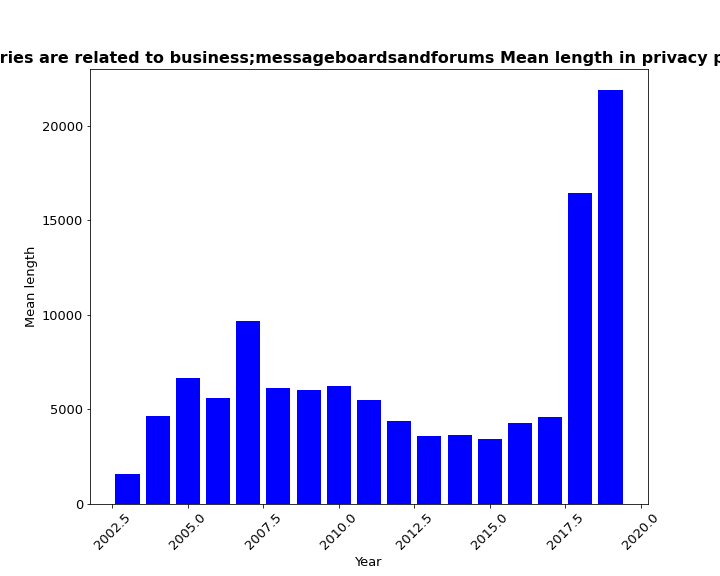 ries are related to business;messageboardsandforums Mean length in privacy p
20000
15000
10000
5000
0
Mean length
2002.5 2005.0 2007.5 2010.0 2012.5 2015.0 2017.5 2020.0
Year